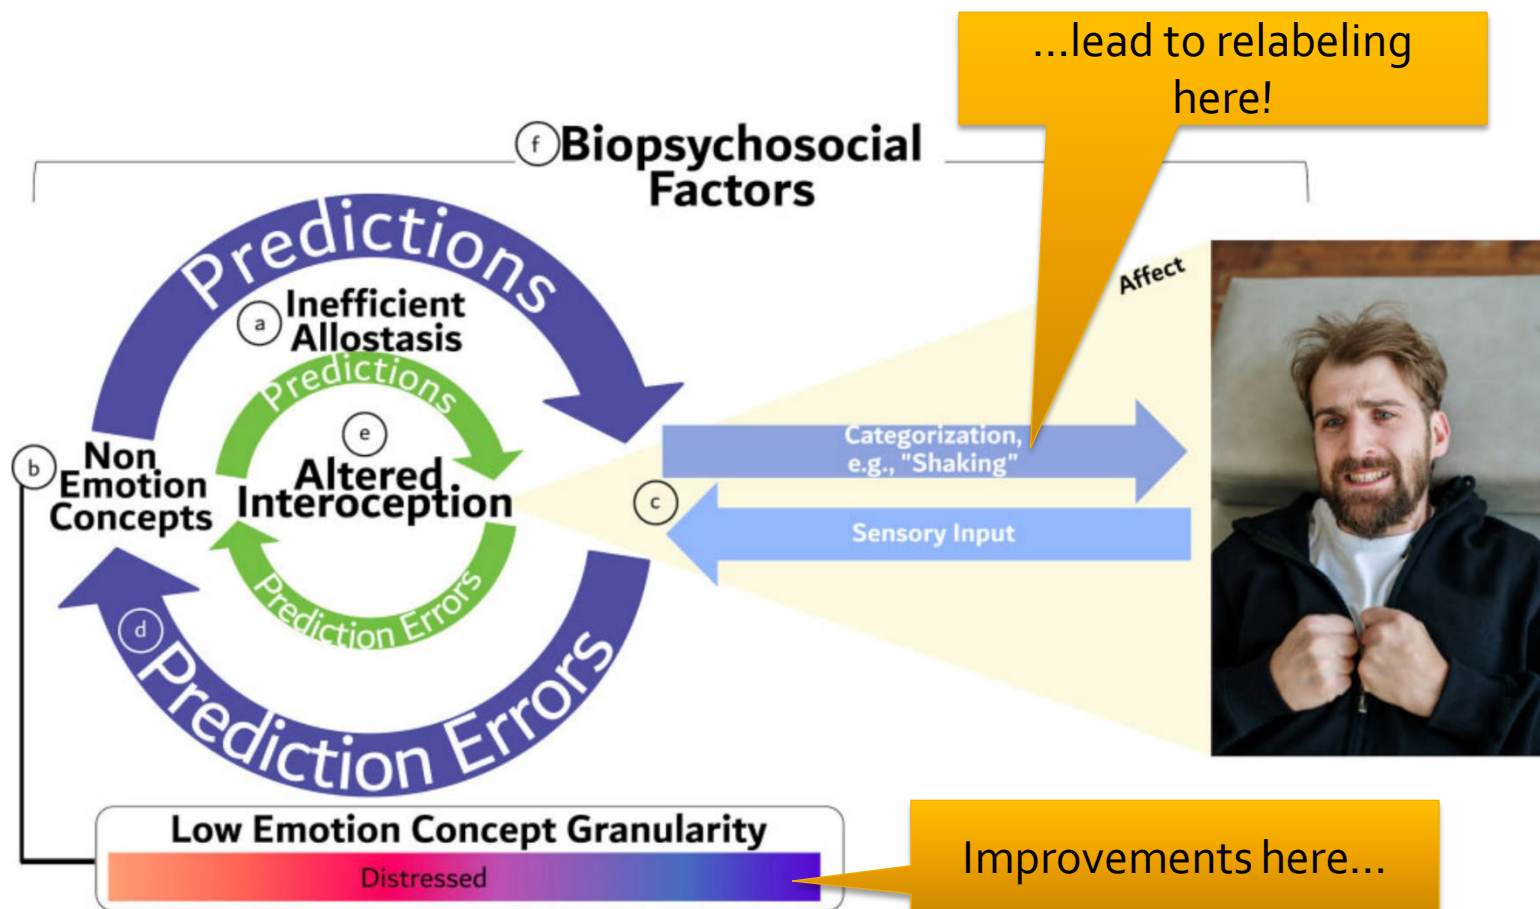 ...lead to relabeling
here!
f Biopsychosocial
Factors
Predictions
a Inefficient
Allostasis
Predictions
Affect
e
b Non
Emotion
Concepts
Altered
Interoception
Categorization,
e.g., "Shaking"
c
Sensory Input
Prediction Errors
d
Prediction Errors
Low Emotion Concept Granularity
Distressed
Improvements here...